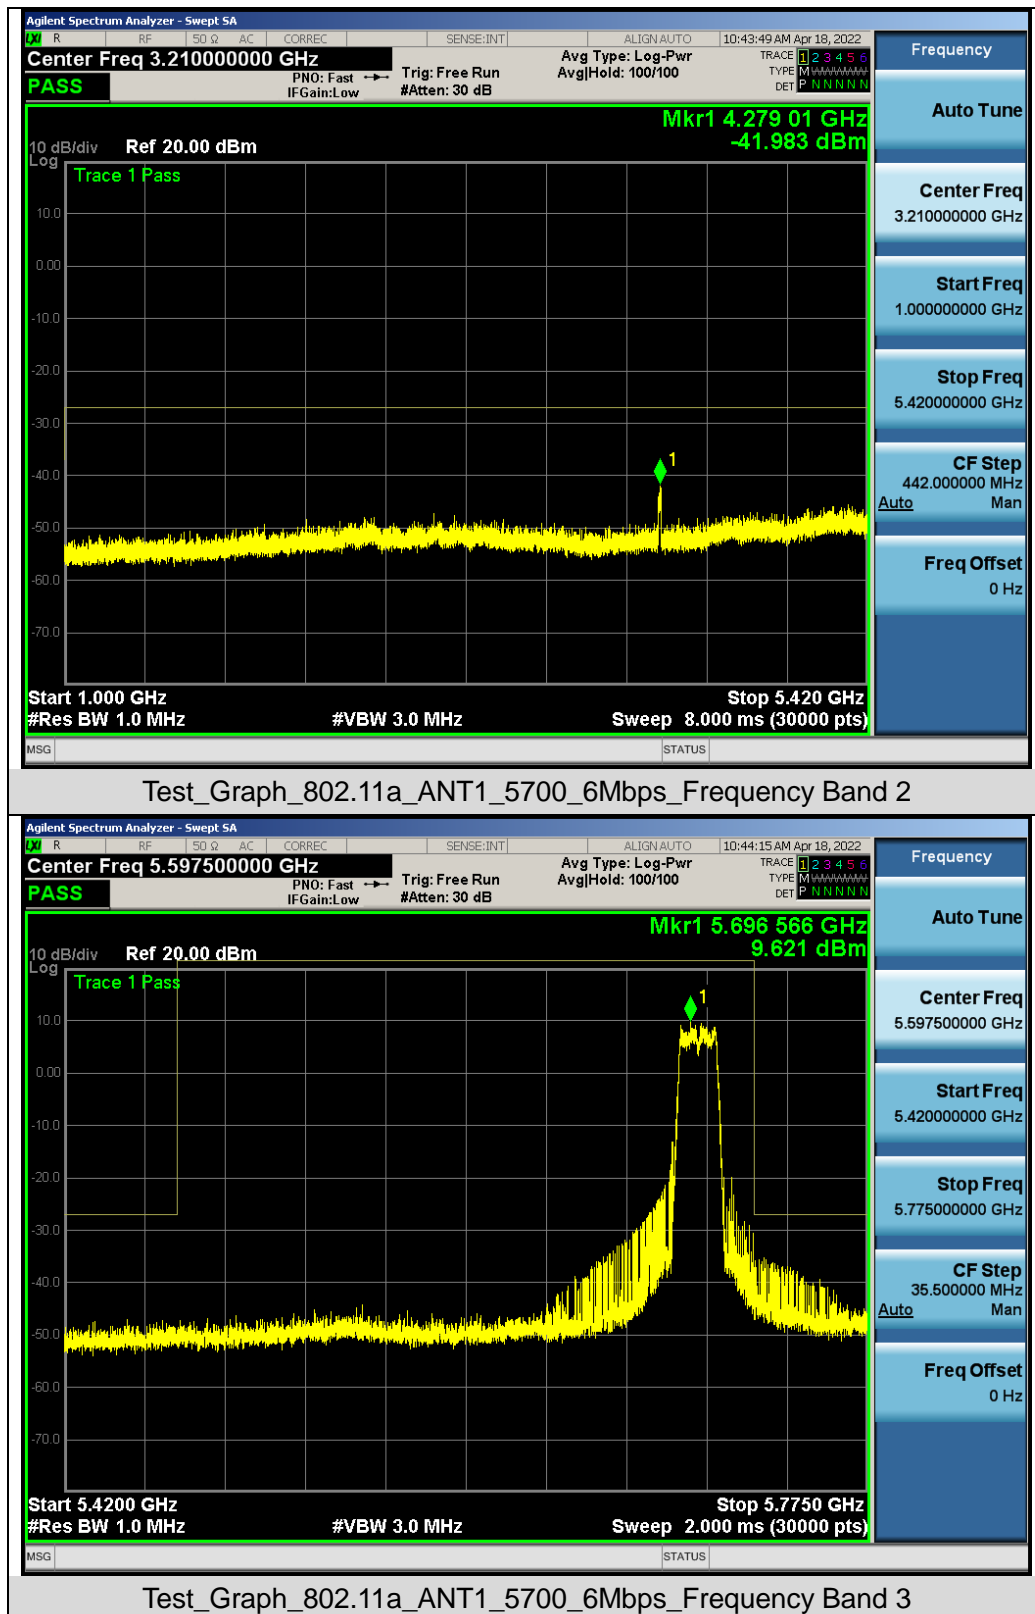 Agilent Spectrum Analyzer - Swept SA
LXI R RF 50 Ω AC CORREC SENSE:INT ALIGN AUTO 10:43:49 AM Apr 18, 2022
Center Freq 3.210000000 GHz
PASS
PNO: Fast
IFGain:Low
Trig: Free Run
#Atten: 30 dB
Avg Type: Log-Pwr
Avg|Hold: 100/100
TRACE 1 2 3 4 5 6
TYPE M
DET P N N N N N
Mkr1 4.279 01 GHz
-41.983 dBm
10 dB/div Ref 20.00 dBm
Log
Trace 1 Pass
10.0
0.00
-10.0
-20.0
-30.0
-40.0
1
-50.0
-60.0
-70.0
Start 1.000 GHz Stop 5.420 GHz
#Res BW 1.0 MHz #VBW 3.0 MHz Sweep 8.000 ms (30000 pts)
MSG STATUS
Frequency
Auto Tune
Center Freq
3.210000000 GHz
Start Freq
1.000000000 GHz
Stop Freq
5.420000000 GHz
CF Step
442.000000 MHz
Auto Man
Freq Offset
0 Hz
Test_Graph_802.11a_ANT1_5700_6Mbps_Frequency Band 2
Agilent Spectrum Analyzer - Swept SA
LXI R RF 50 Ω AC CORREC SENSE:INT ALIGN AUTO 10:44:15 AM Apr 18, 2022
Center Freq 5.597500000 GHz
PASS
PNO: Fast
IFGain:Low
Trig: Free Run
#Atten: 30 dB
Avg Type: Log-Pwr
Avg|Hold: 100/100
TRACE 1 2 3 4 5 6
TYPE M
DET P N N N N N
Mkr1 5.696 566 GHz
9.621 dBm
10 dB/div Ref 20.00 dBm
Log
Trace 1 Pass
1
10.0
0.00
-10.0
-20.0
-30.0
-40.0
-50.0
-60.0
-70.0
Start 5.4200 GHz Stop 5.7750 GHz
#Res BW 1.0 MHz #VBW 3.0 MHz Sweep 2.000 ms (30000 pts)
MSG STATUS
Frequency
Auto Tune
Center Freq
5.597500000 GHz
Start Freq
5.420000000 GHz
Stop Freq
5.775000000 GHz
CF Step
35.500000 MHz
Auto Man
Freq Offset
0 Hz
Test_Graph_802.11a_ANT1_5700_6Mbps_Frequency Band 3